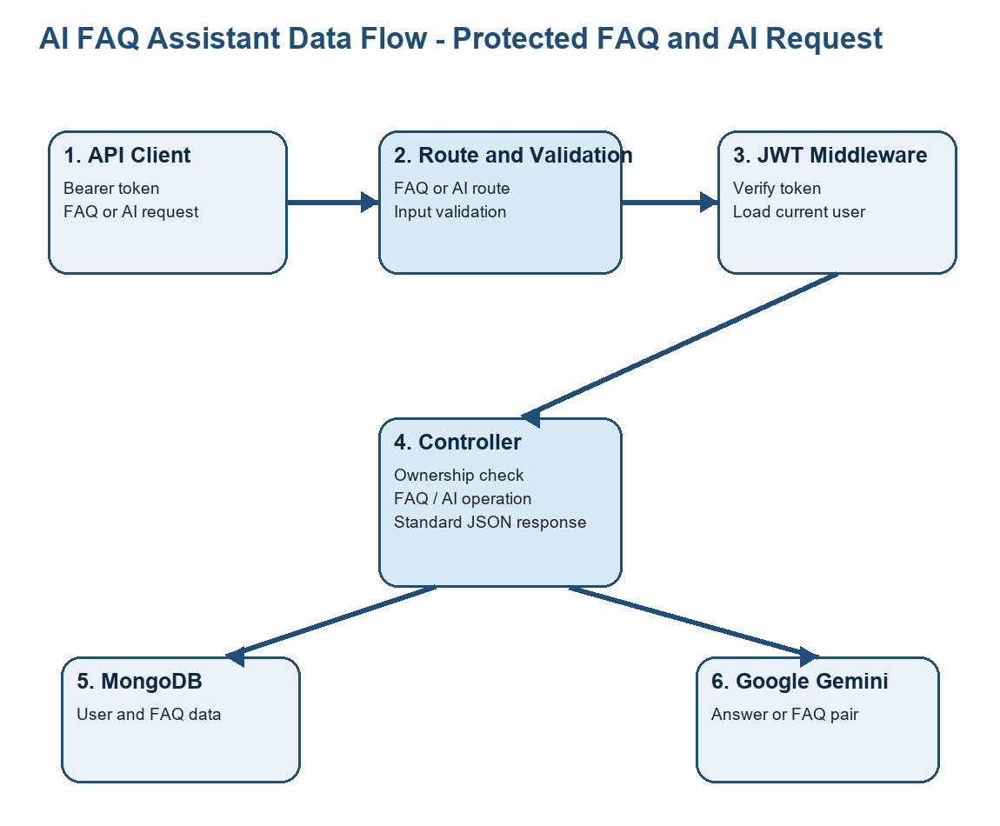 AI FAQ Assistant Data Flow - Protected FAQ and AI Request
1. API Client
Bearer token
FAQ or AI request
2. Route and Validation
FAQ or AI route
Input validation
3. JWT Middleware
Verify token
Load current user
4. Controller
Ownership check
FAQ / AI operation
Standard JSON response
5. MongoDB
User and FAQ data
6. Google Gemini
Answer or FAQ pair